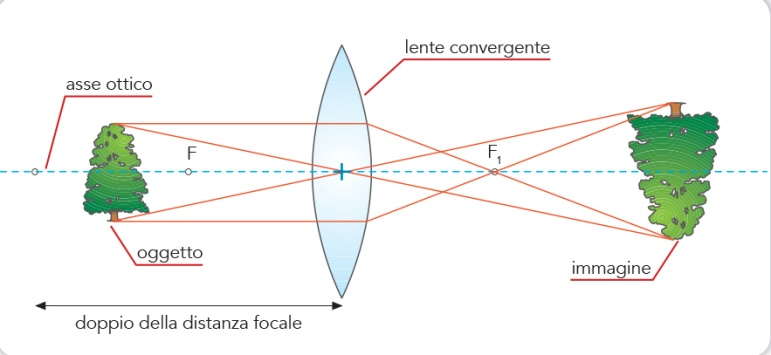 lente convergente
asse ottico
F
F₁
oggetto
immagine
doppio della distanza focale